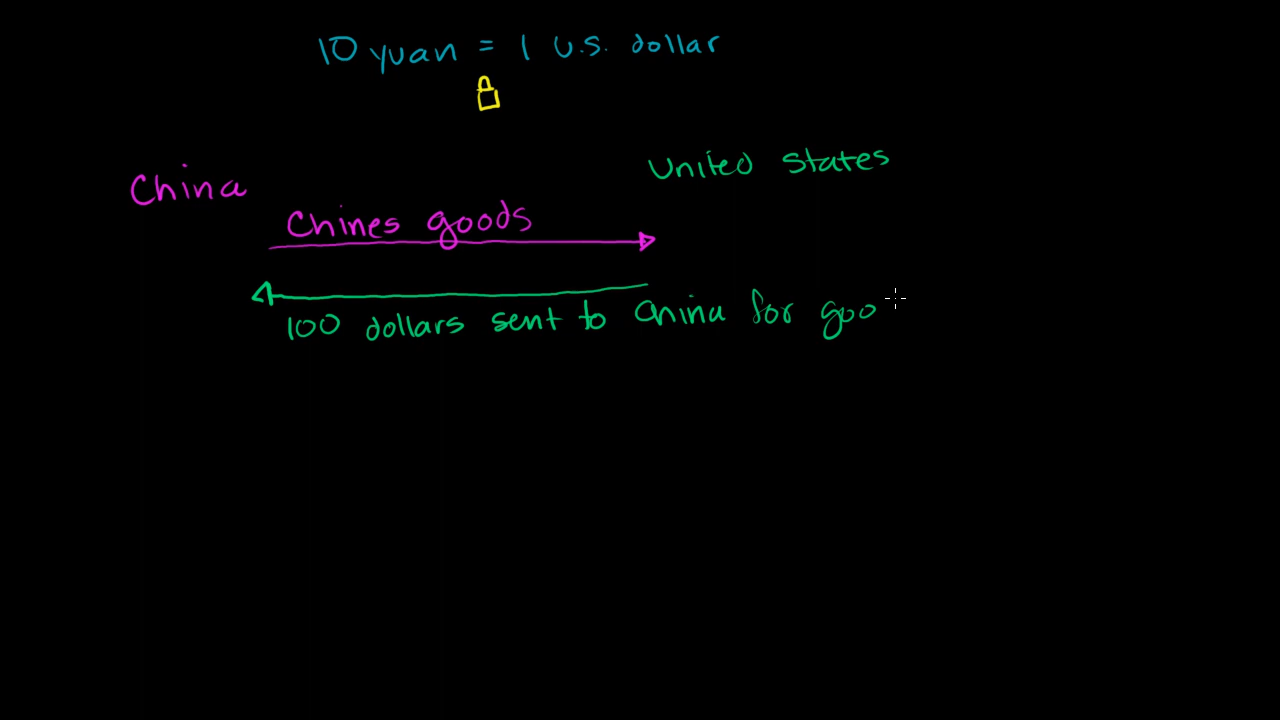 10 yuan = 1 u.s. dollar
United States
China
Chines goods
100 dollars sent to China for goo